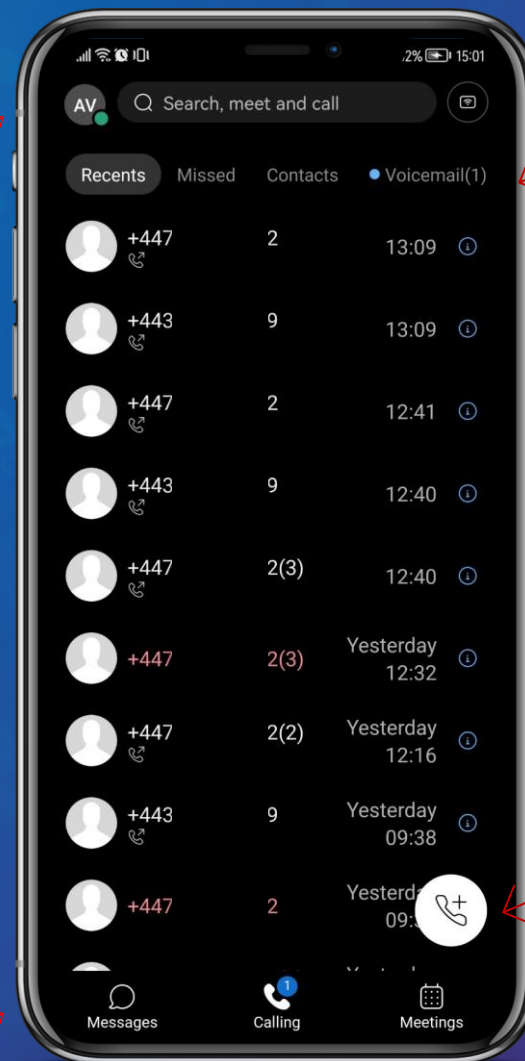 2% 15:01
AV Search, meet and call
Recents Missed Contacts Voicemail(1)
+447 2 13:09
+443 9 13:09
+447 2 12:41
+443 9 12:40
+447 2(3) 12:40
+447 2(3) Yesterday
12:32
+447 2(2) Yesterday
12:16
+443 9 Yesterday
09:38
+447 2
1
Messages Calling Meetings